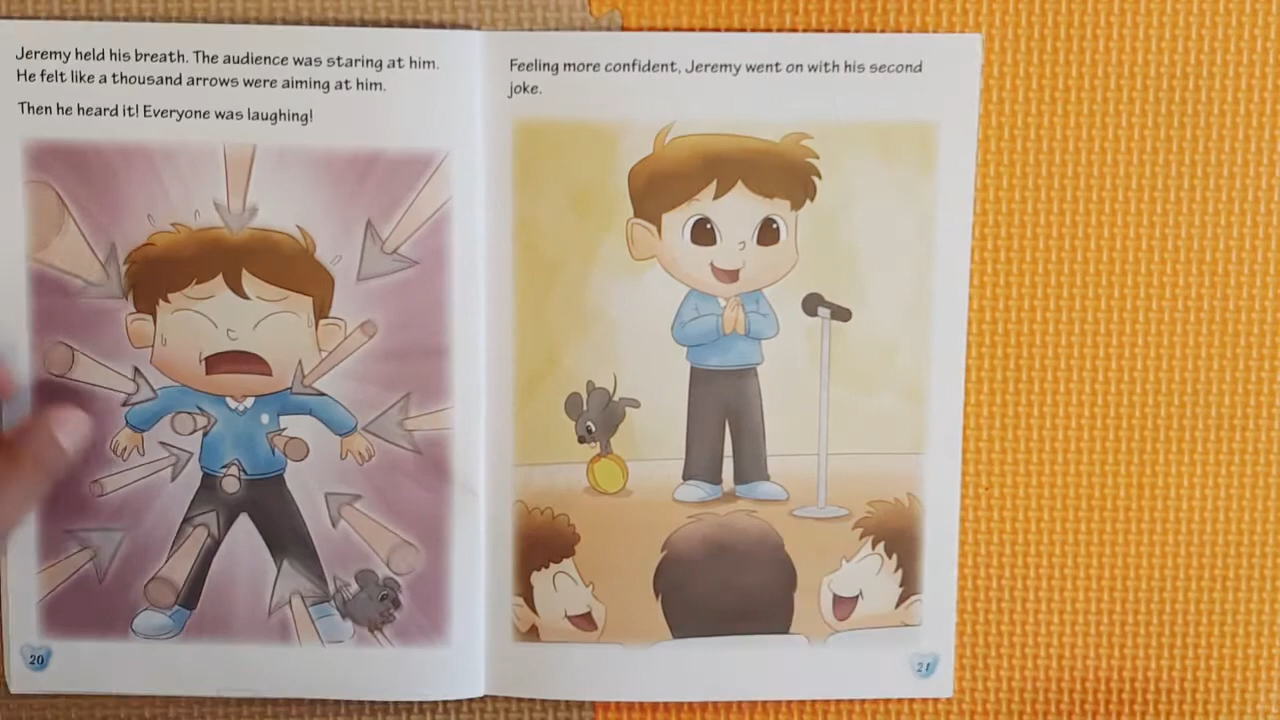 Jeremy held his breath. The audience was staring at him.
He felt like a thousand arrows were aiming at him.
Then he heard it! Everyone was laughing!
20
Feeling more confident, Jeremy went on with his second
joke.
21